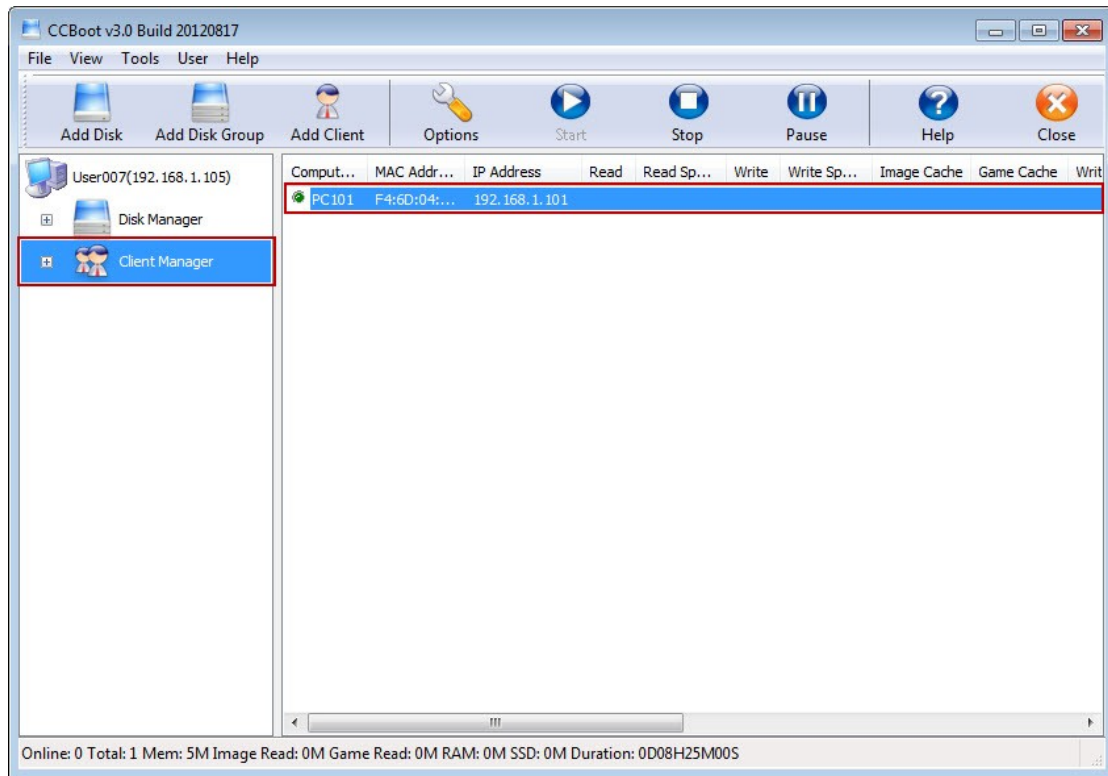 CCBoot v3.0 Build 20120817
File View Tools User Help
Add Disk Add Disk Group Add Client Options Start Stop Pause Help Close
User007(192.168.1.105)
Disk Manager
Client Manager
Comput... MAC Addr... IP Address Read Read Sp... Write Write Sp... Image Cache Game Cache Writ
PC101 F4:6D:04:... 192.168.1.101
Online: 0 Total: 1 Mem: 5M Image Read: 0M Game Read: 0M RAM: 0M SSD: 0M Duration: 0D08H25M00S